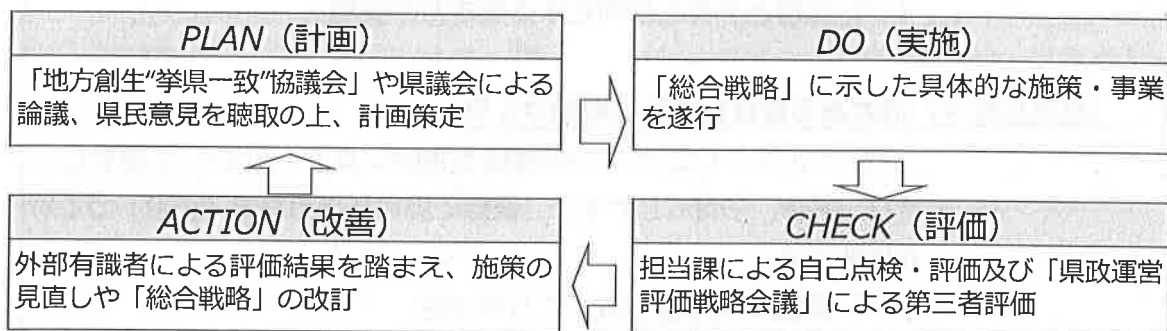 PLAN（計画）
「地方創生“挙県一致”協議会」や県議会による
論議、県民意見を聴取の上、計画策定
DO（実施）
「総合戦略」に示した具体的な施策・事業
を遂行
ACTION（改善）
外部有識者による評価結果を踏まえ、施策の
見直しや「総合戦略」の改訂
CHECK（評価）
担当課による自己点検・評価及び「県政運営
評価戦略会議」による第三者評価